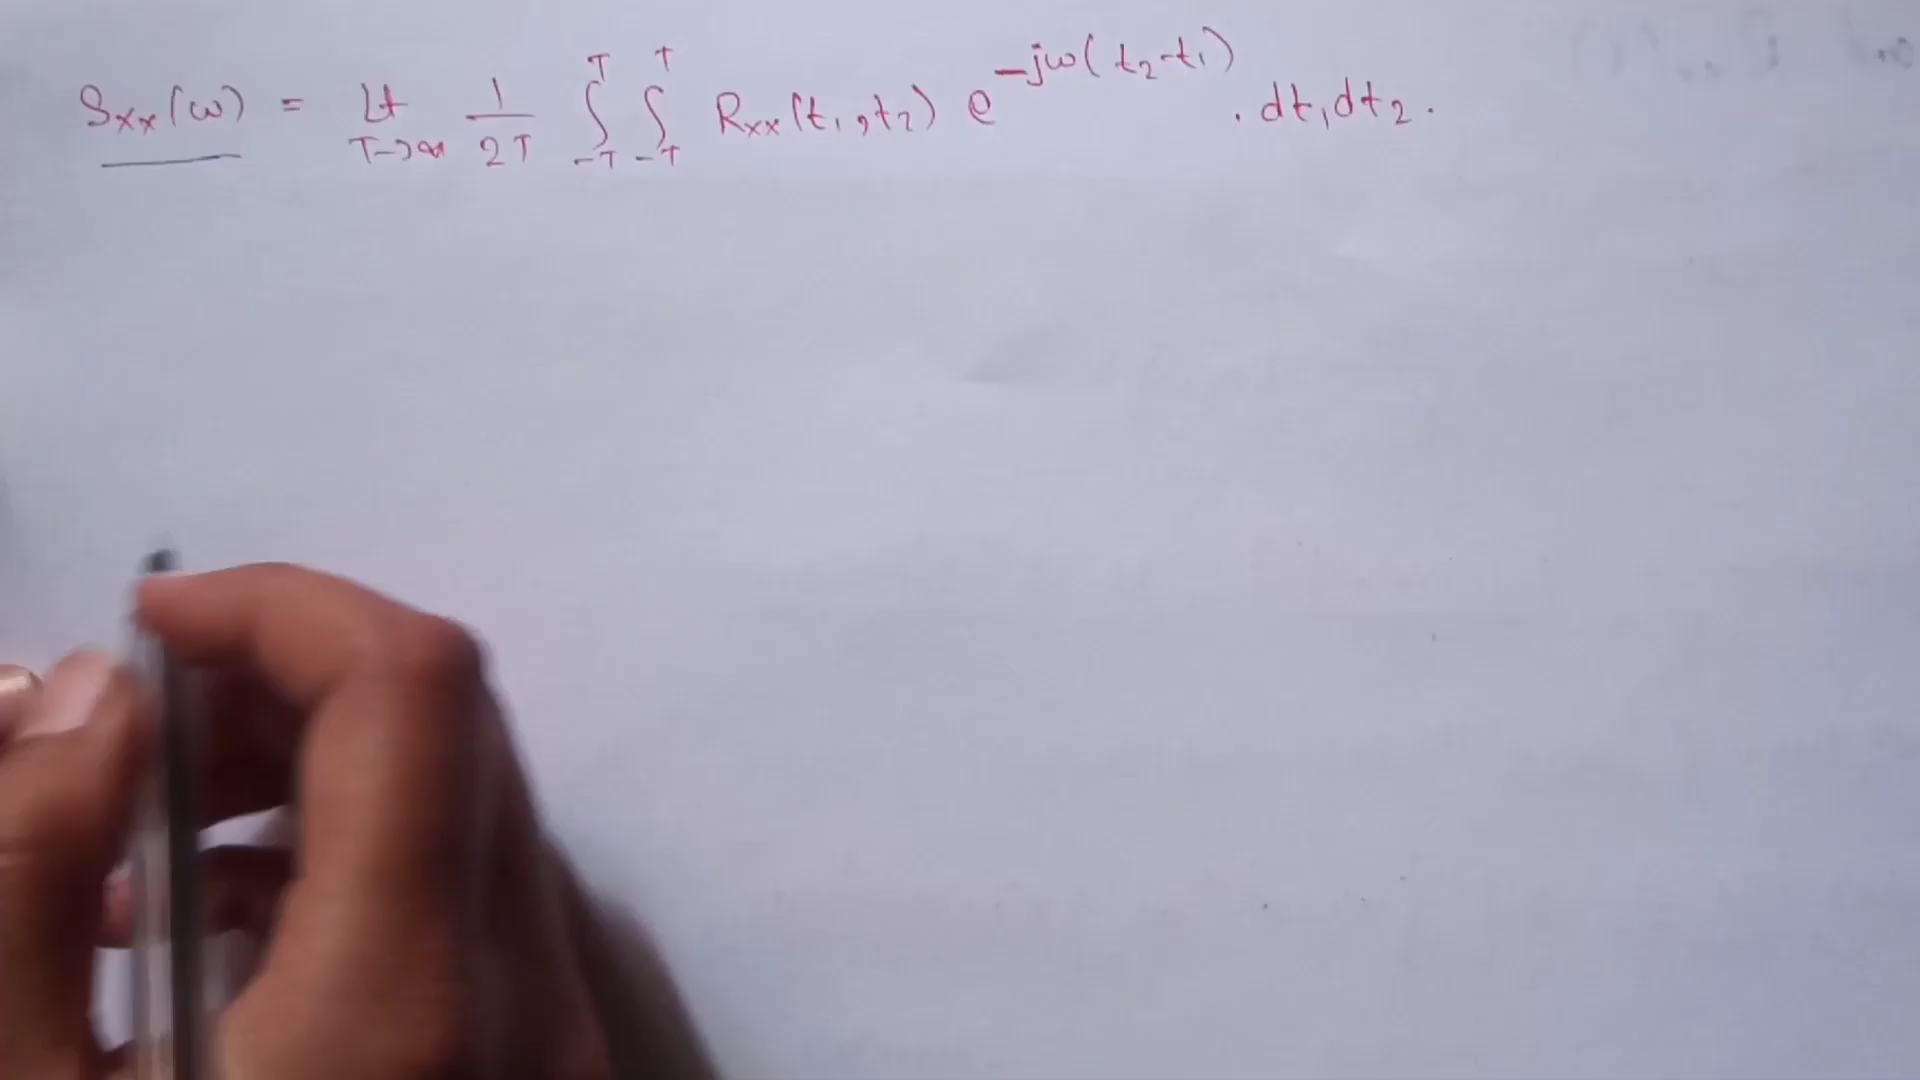 Sxx(ω) = Lt T→∞ 1/2T ∫_{-T}^{T} ∫_{-T}^{T} Rxx(t1,t2) e^{-jω(t2-t1)} . dt1dt2.